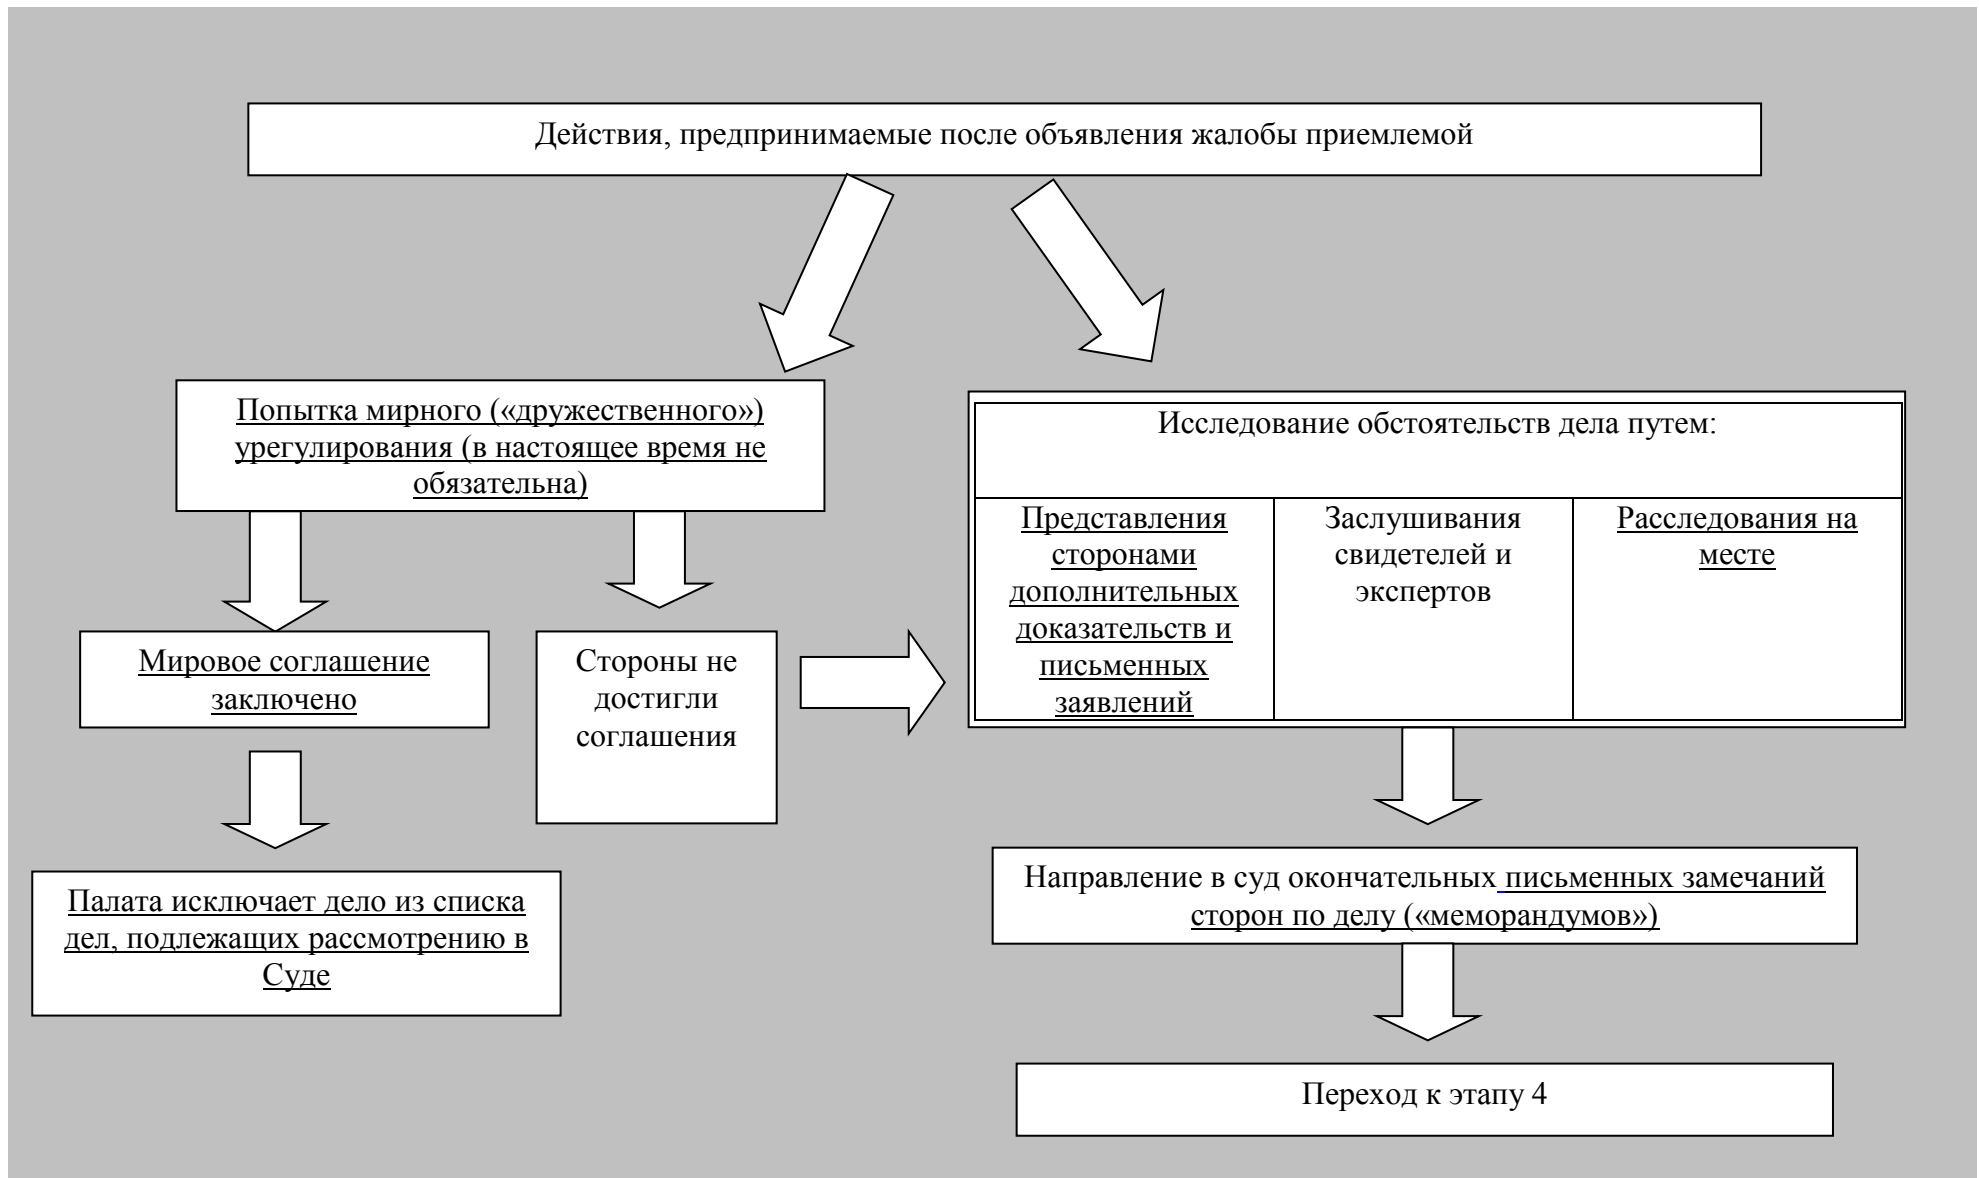 Действия, предпринимаемые после объявления жалобы приемлемой
Попытка мирного («дружественного»)
урегулирования (в настоящее время не
обязательна)
Мировое соглашение
заключено
Палата исключает дело из списка
дел, подлежащих рассмотрению в
Суде
Стороны не
достигли
соглашения
Исследование обстоятельств дела путем:
Представления
сторонами
дополнительных
доказательств и
письменных
заявлений
Заслушивания
свидетелей и
экспертов
Расследования на
месте
Направление в суд окончательных письменных замечаний
сторон по делу («меморандумов»)
Переход к этапу 4